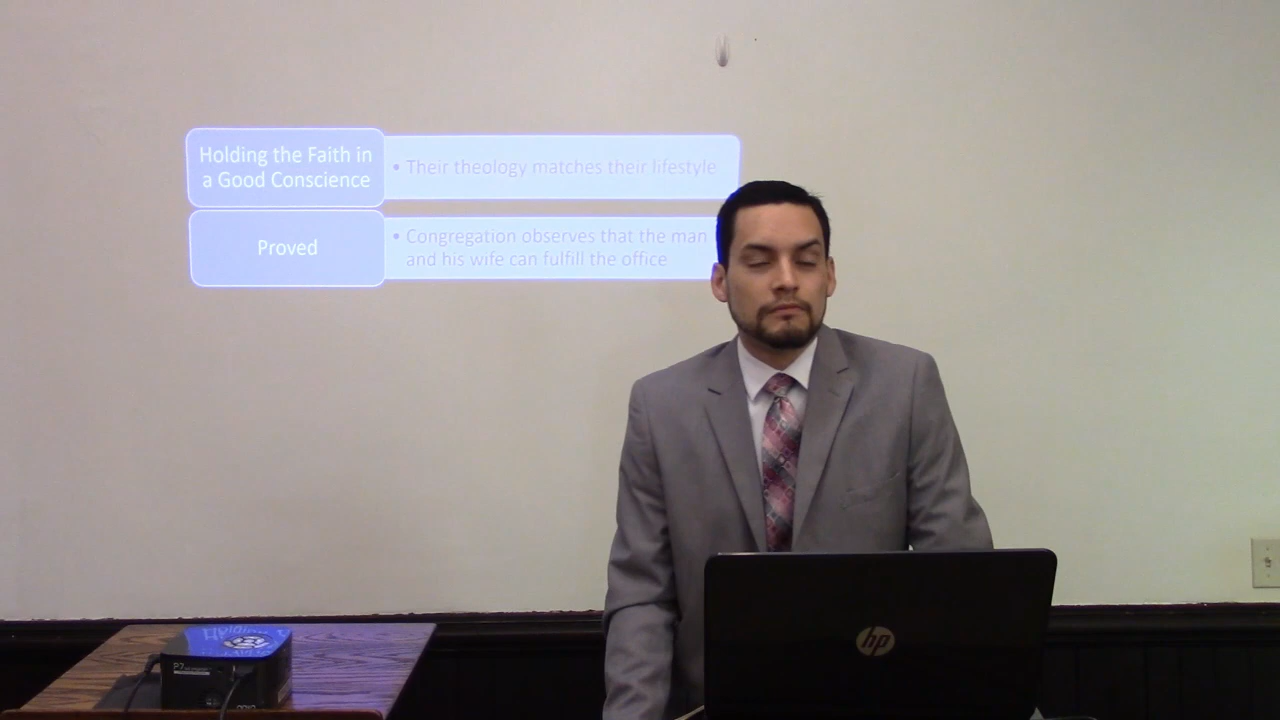 Holding the Faith in
a Good Conscience
• Their theology matches their lifestyle
Proved
• Congregation observes that the man
and his wife can fulfill the office
hp
P7